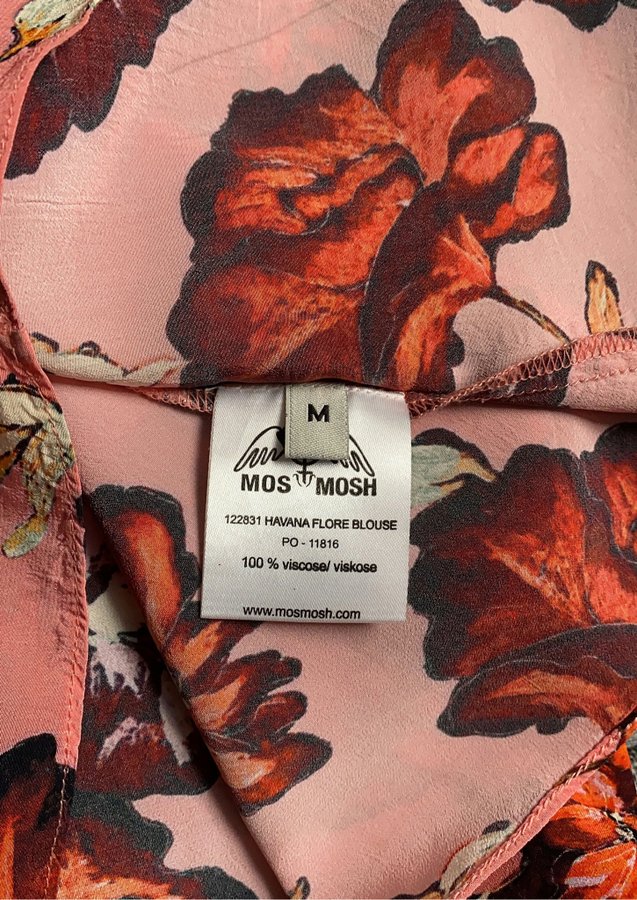 M
MOS MOSH
122831 HAVANA FLORE BLOUSE
PO - 11816
100 % viscose/ viskose
www.mosmosh.com